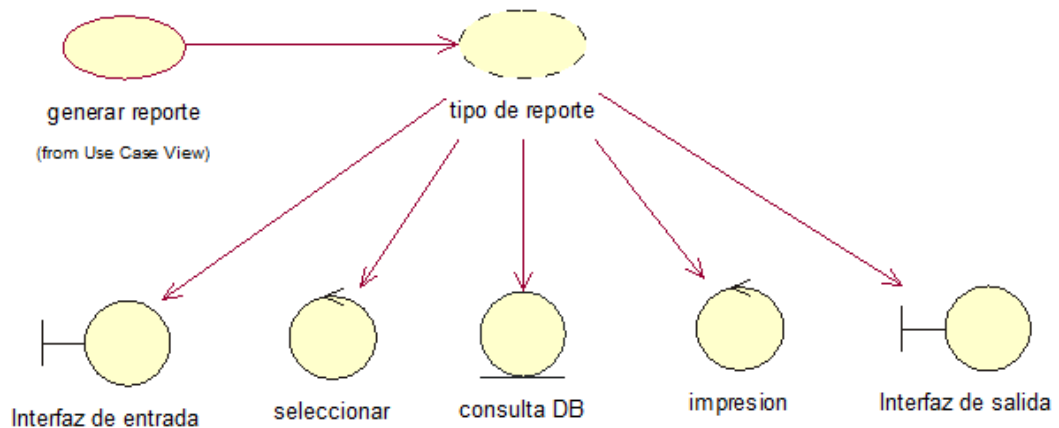 generar reporte
(from Use Case View)
tipo de reporte
Interfaz de entrada
seleccionar
consulta DB
impresion
Interfaz de salida